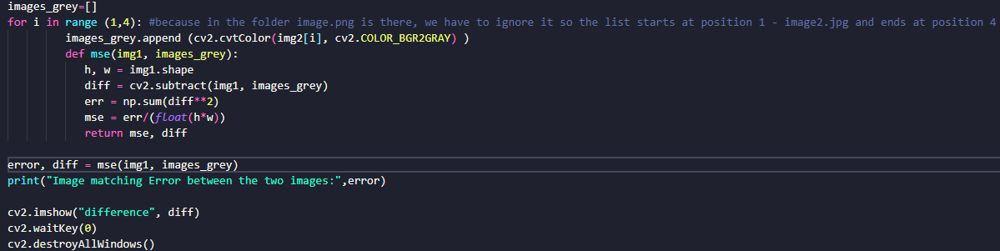 images_grey=[]
for i in range (1,4): #because in the folder image.png is there, we have to ignore it so the list starts at position 1 - image2.jpg and ends at position 4
images_grey.append (cv2.cvtColor(img2[i], cv2.COLOR_BGR2GRAY) )
def mse(img1, images_grey):
h, w = img1.shape
diff = cv2.subtract(img1, images_grey)
err = np.sum(diff**2)
mse = err/(float(h*w))
return mse, diff
error, diff = mse(img1, images_grey)
print("Image matching Error between the two images:",error)
cv2.imshow("difference", diff)
cv2.waitKey(0)
cv2.destroyAllWindows()